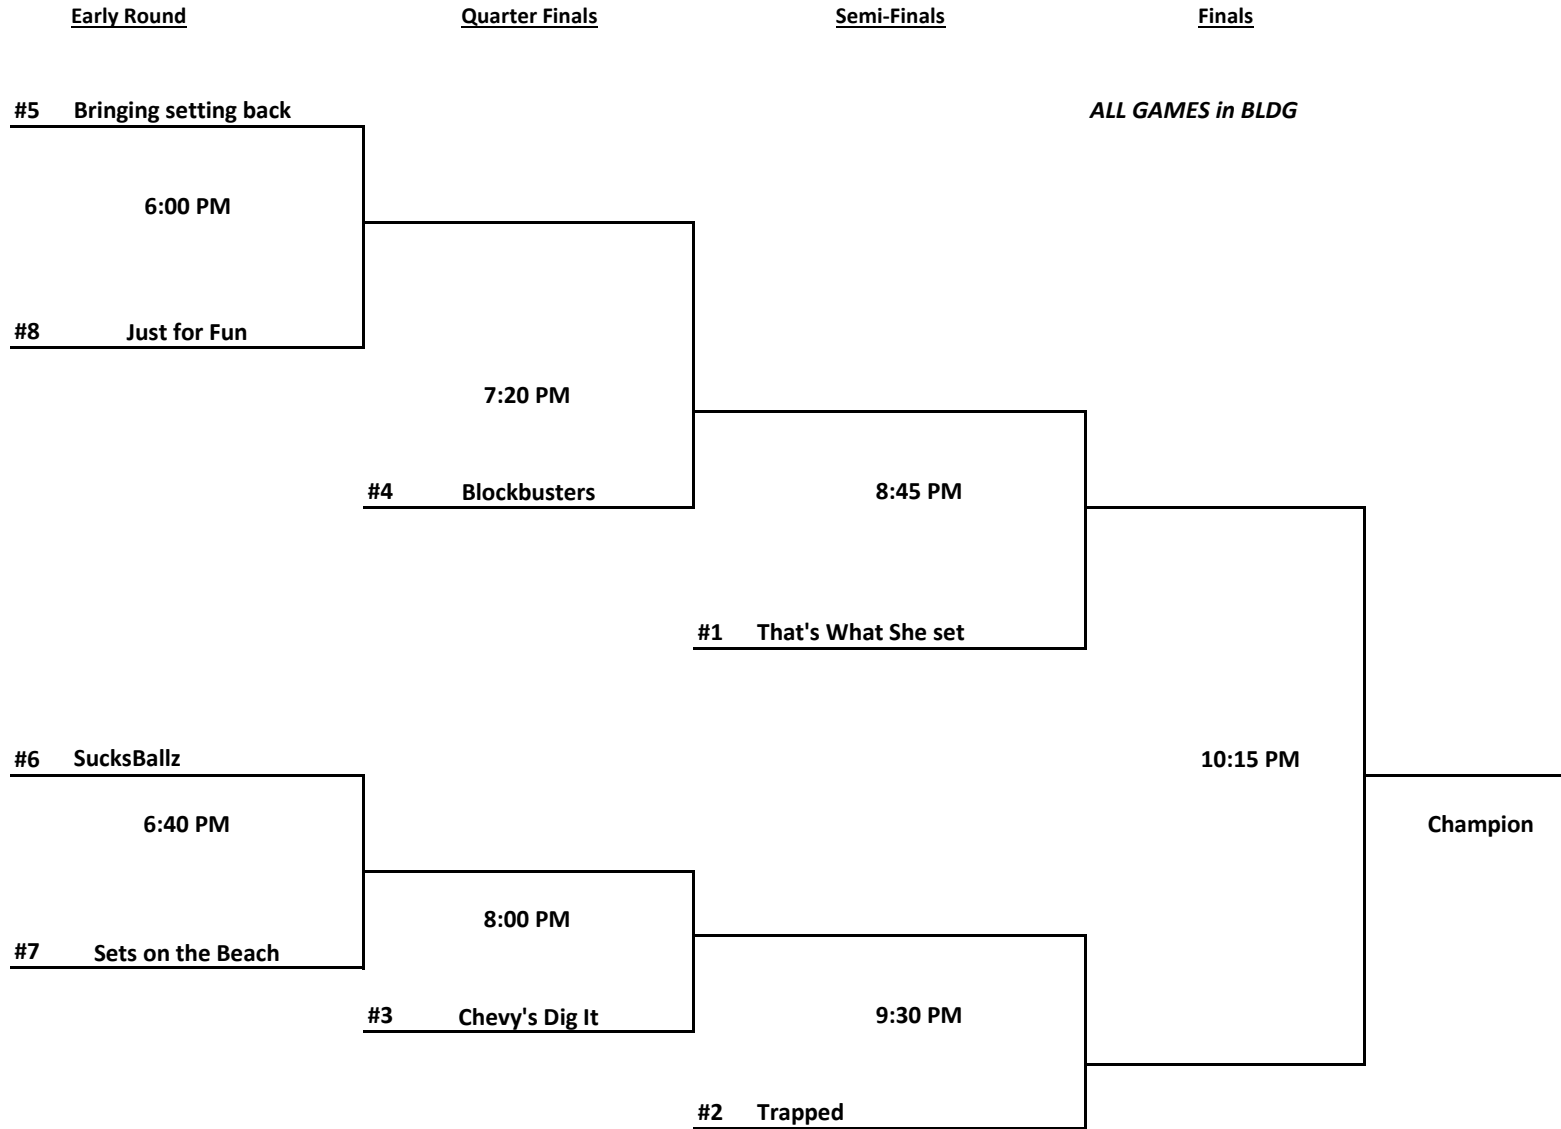 Early Round Quarter Finals Semi-Finals Finals
#5 Bringing setting back ALL GAMES in BLDG
6:00 PM
#8 Just for Fun
7:20 PM
#4 Blockbusters 8:45 PM
#1 That's What She set
#6 SucksBallz 10:15 PM
6:40 PM Champion
8:00 PM
#7 Sets on the Beach
#3 Chevy's Dig It 9:30 PM
#2 Trapped